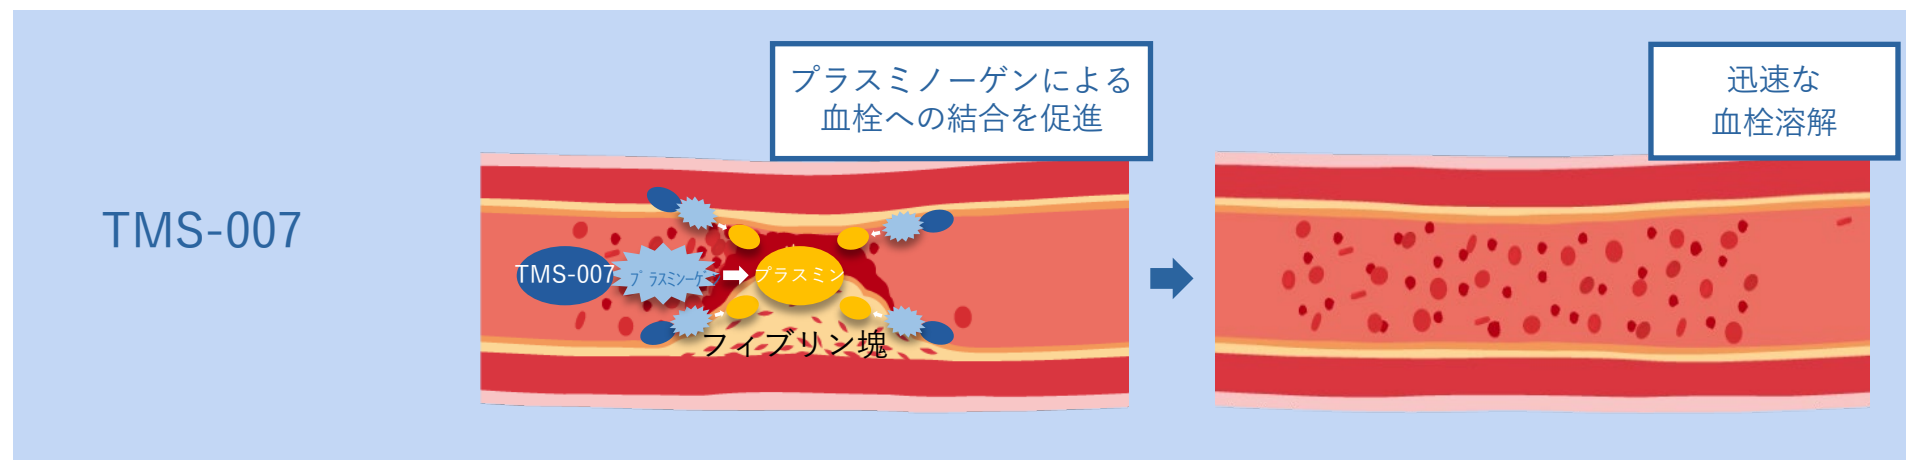 TMS-007
プラスミノーゲンによる
血栓への結合を促進
TMS-007
プラスミノーゲン
プラスミン
フィブリン塊
迅速な
血栓溶解